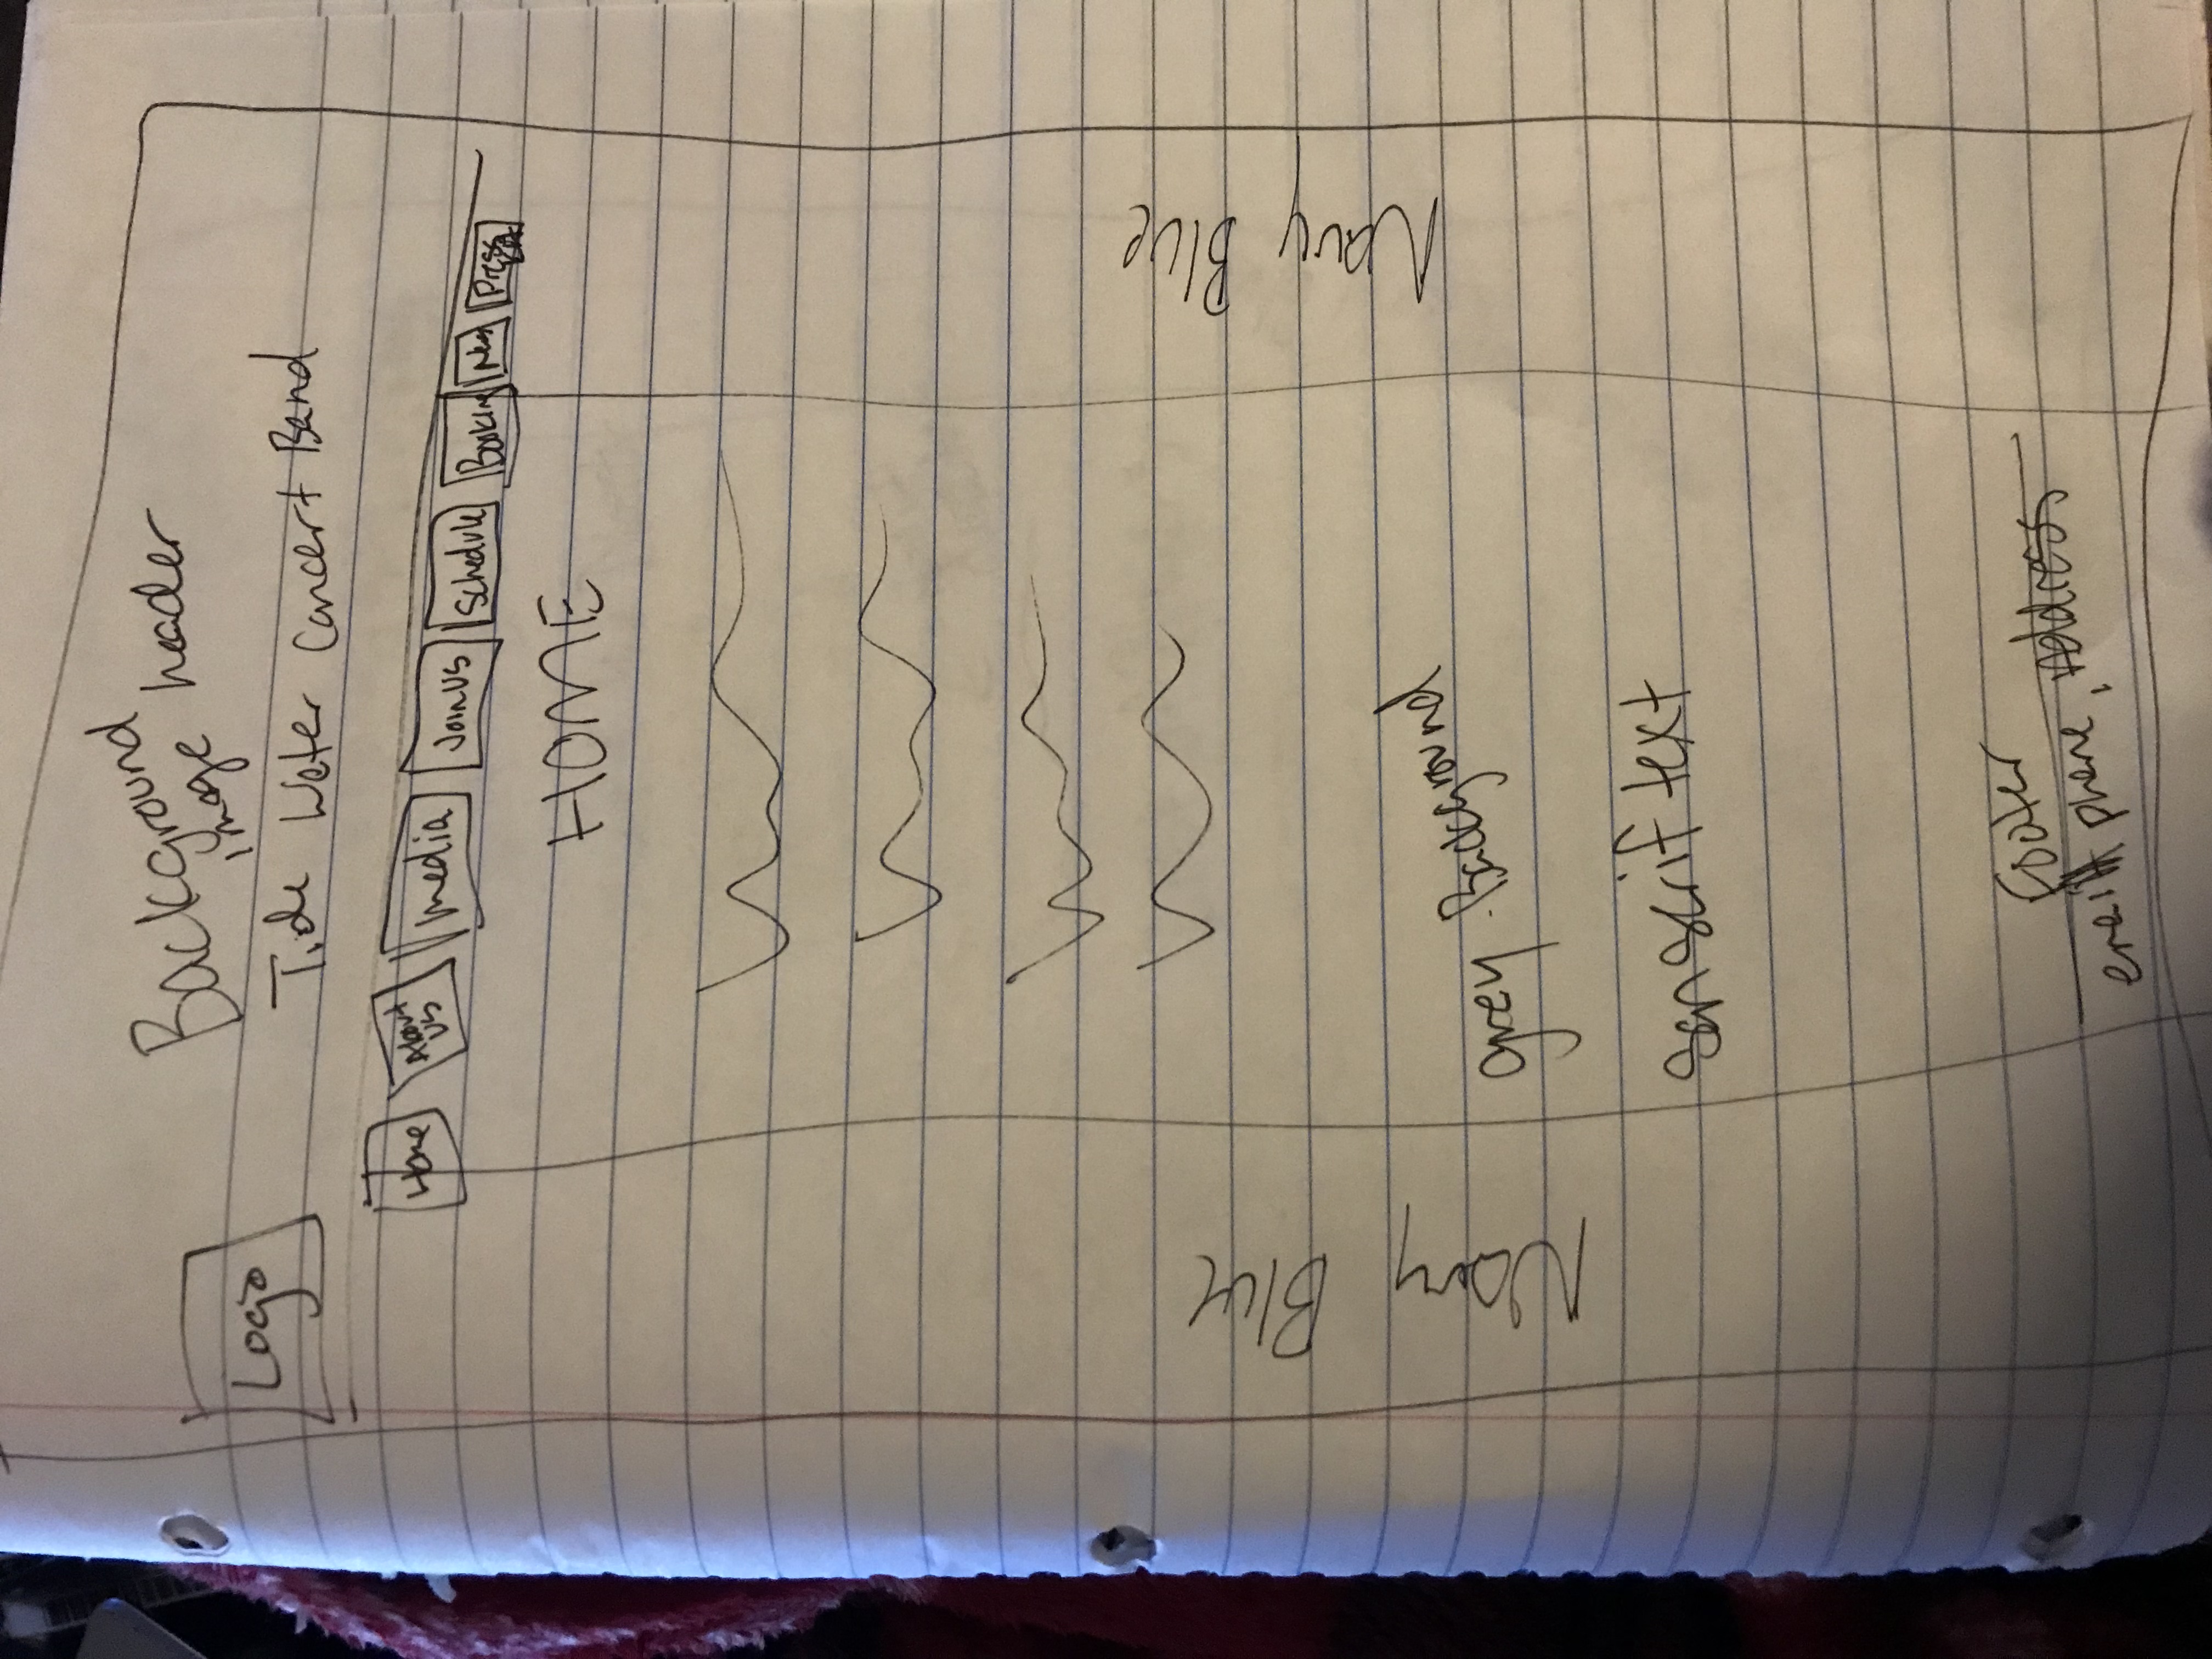 Background
image header
Logo
Tide Water Concert Band
Home
About
US
Media
Join US
Schedule
Booking
News
Press
Kit
HOME
Navy Blue
Navy Blue
grey Background
sanserif text
Footer
email phone, Address